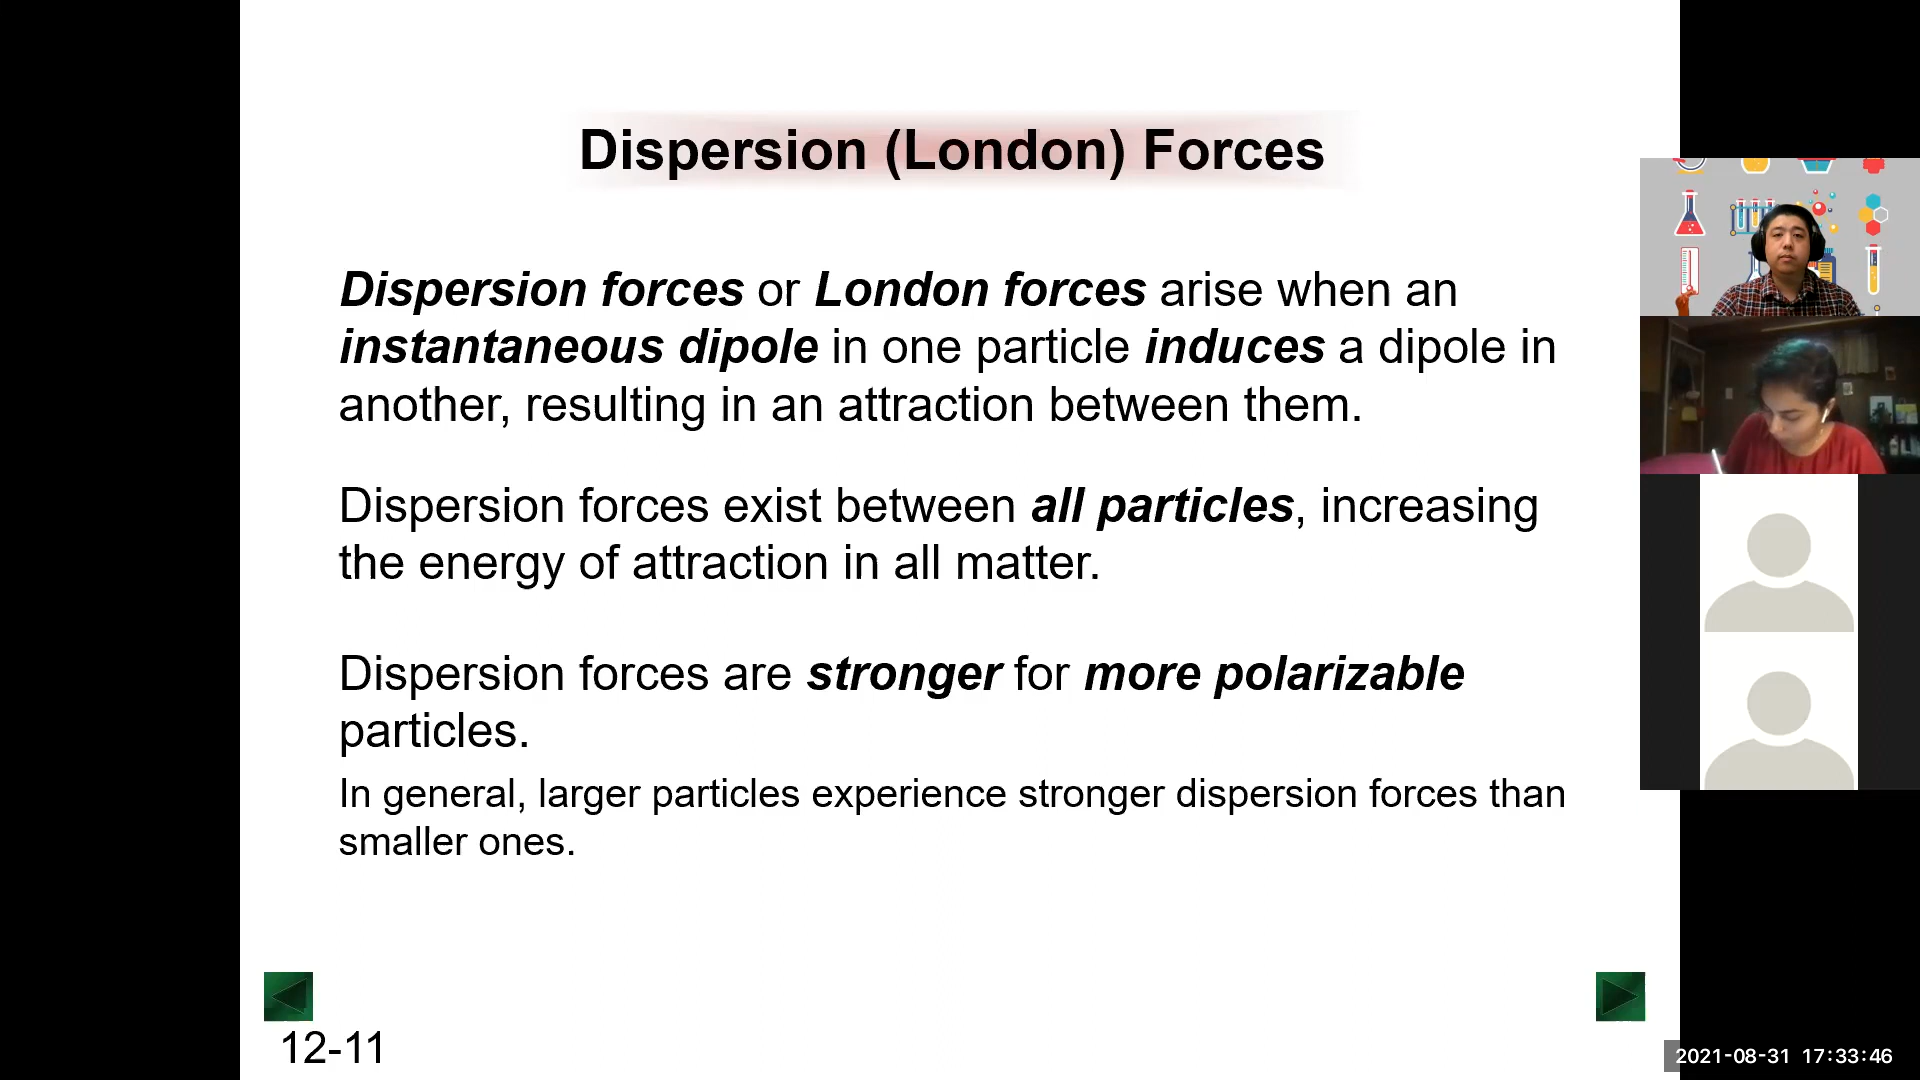 Dispersion (London) Forces
Dispersion forces or London forces arise when an
instantaneous dipole in one particle induces a dipole in
another, resulting in an attraction between them.
Dispersion forces exist between all particles, increasing
the energy of attraction in all matter.
Dispersion forces are stronger for more polarizable
particles.
In general, larger particles experience stronger dispersion forces than
smaller ones.
12-11
2021-08-31 17:33:46